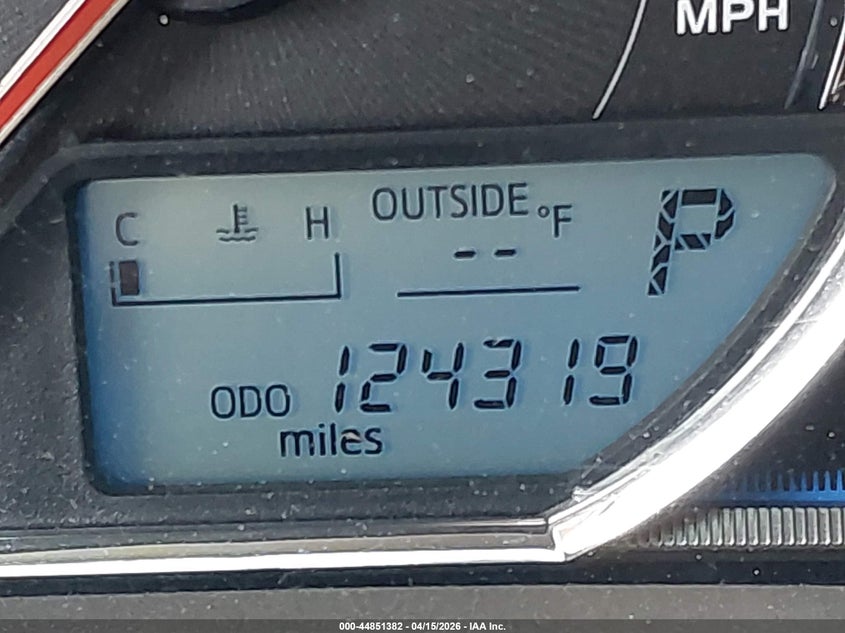 MPH
C H OUTSIDE °F P
--
ODO 124319
miles
000-44851382 - 04/15/2026 - IAA Inc.